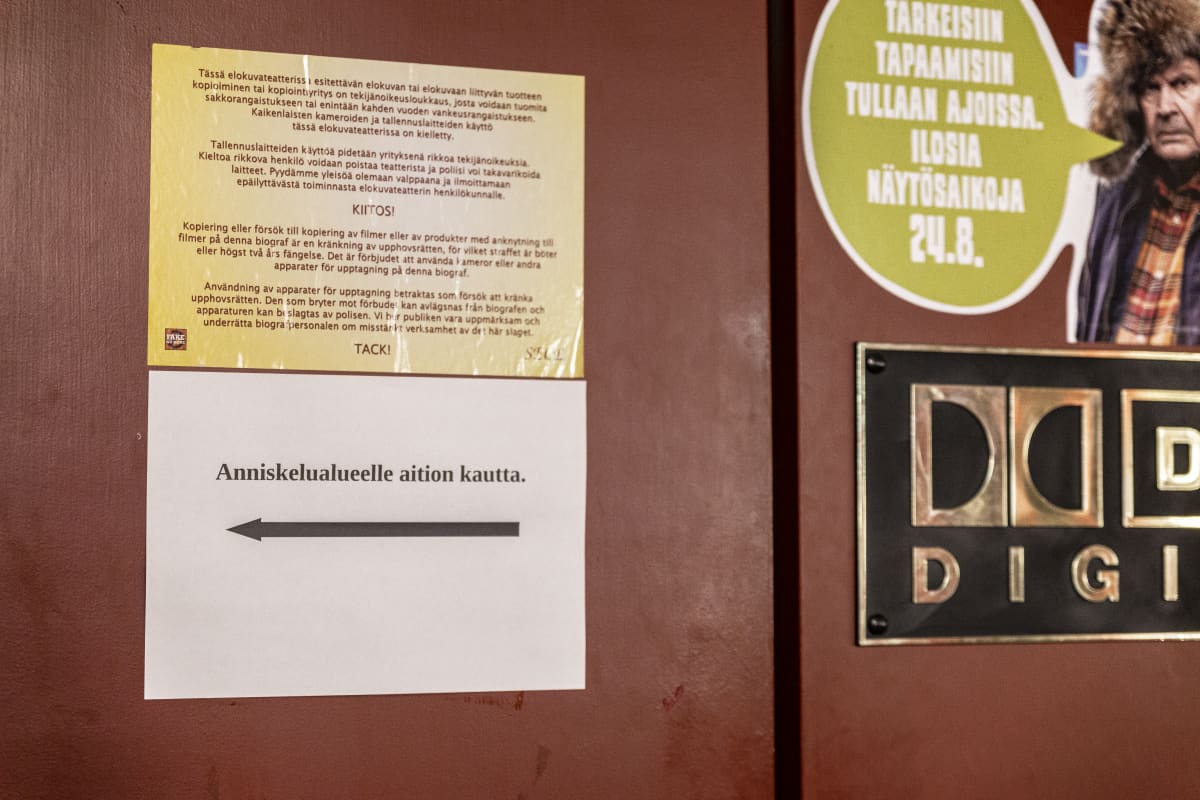 Tässä elokuvateatterissa esitettävän elokuvan tai elokuvaan liittyvän tuotteen
kopioiminen tai kopiointiyritys on tekijänoikeusloukkaus, josta voidaan tuomita
sakkorangaistukseen tai enintään kahden vuoden vankeusrangaistukseen.
Kaikenlaisten kameroiden ja tallennuslaitteiden käyttö
tässä elokuvateatterissa on kielletty.
Tallennuslaitteiden käyttöä pidetään yrityksenä rikkoa tekijänoikeuksia.
Kieltoa rikkova henkilö voidaan poistaa teatterista ja poliisi voi takavarikoida
laitteet. Pyydämme yleisöä olemaan valppaana ja ilmoittamaan
epäilyttävästä toiminnasta elokuvateatterin henkilökunnalle.
KIITOS!
Kopiering eller försök till kopiering av filmer eller av produkter med anknytning till
filmer på denna biograf är en kränkning av upphovsrätten, för vilket straffet är böter
eller högst två års fängelse. Det är förbjudet att använda kameror eller andra
apparater för upptagning på denna biograf.
Användning av apparater för upptagning betraktas som försök att kränka
upphovsrätten. Den som bryter mot förbudet kan avlägsnas från biografen och
apparaturen kan beslagtas av polisen. Vi ber publiken vara uppmärksam och
underrätta biografpersonalen om misstänkt verksamhet av det här slaget.
TACK!
Anniskelualueelle aition kautta.
TÄRKEISIIN
TAPAAMISIIN
TULLAAN AJOISSA.
ILOSIA
NÄYTÖSAIKOJA
24.8.
D
DIGI